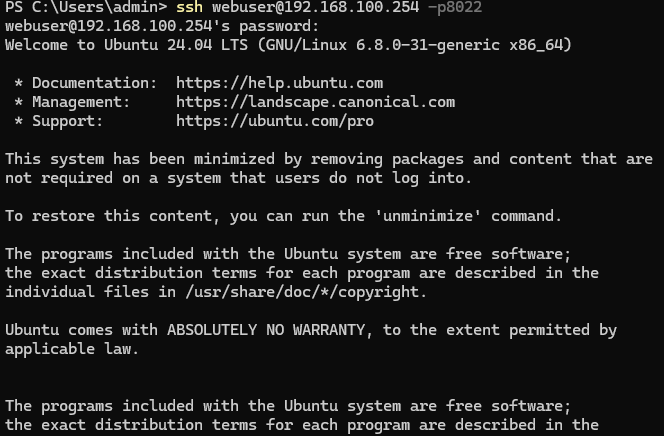 PS C:\Users\admin> ssh webuser@192.168.100.254 -p8022
webuser@192.168.100.254's password:
Welcome to Ubuntu 24.04 LTS (GNU/Linux 6.8.0-31-generic x86_64)
* Documentation:  https://help.ubuntu.com
* Management:     https://landscape.canonical.com
* Support:        https://ubuntu.com/pro
This system has been minimized by removing packages and content that are
not required on a system that users do not log into.
To restore this content, you can run the 'unminimize' command.
The programs included with the Ubuntu system are free software;
the exact distribution terms for each program are described in the
individual files in /usr/share/doc/*/copyright.
Ubuntu comes with ABSOLUTELY NO WARRANTY, to the extent permitted by
applicable law.
The programs included with the Ubuntu system are free software;
the exact distribution terms for each program are described in the